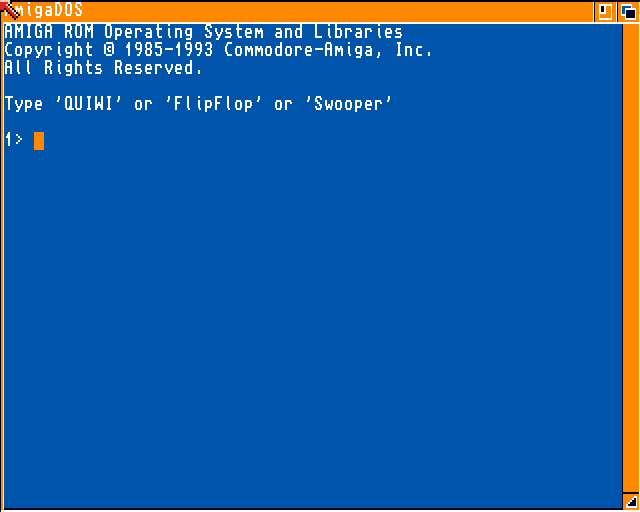 AmigaDOS
AMIGA ROM Operating System and Libraries
Copyright © 1985-1993 Commodore-Amiga, Inc.
All Rights Reserved.
Type 'QUIWI' or 'FlipFlop' or 'Swooper'
1>